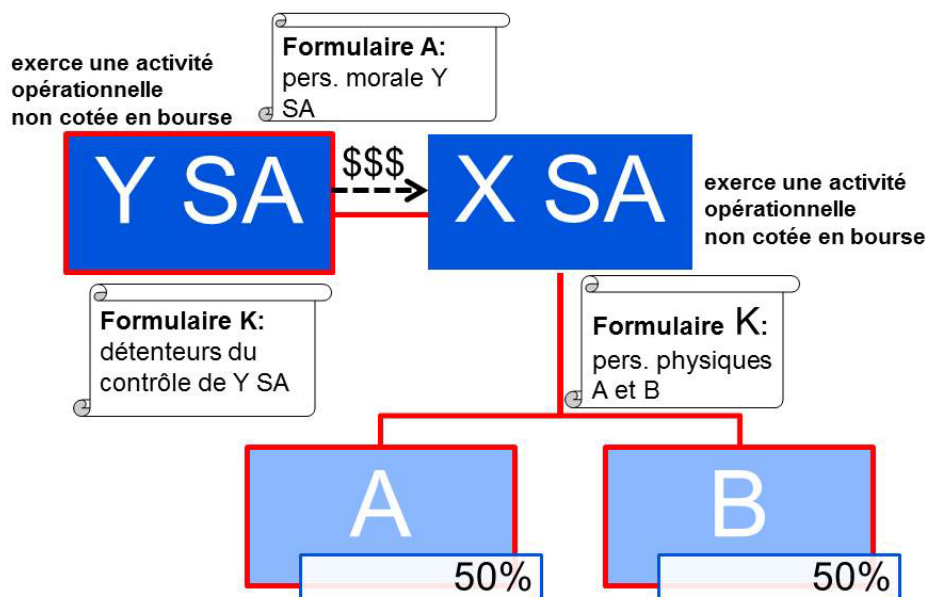 Formulaire A:
pers. morale Y
SA
exerce une activité
opérationnelle
non cotée en bourse
Y SA
$$$
X SA
exerce une activité
opérationnelle
non cotée en bourse
Formulaire K:
détenteurs du
contrôle de Y SA
Formulaire K:
pers. physiques
A et B
A
B
50%
50%